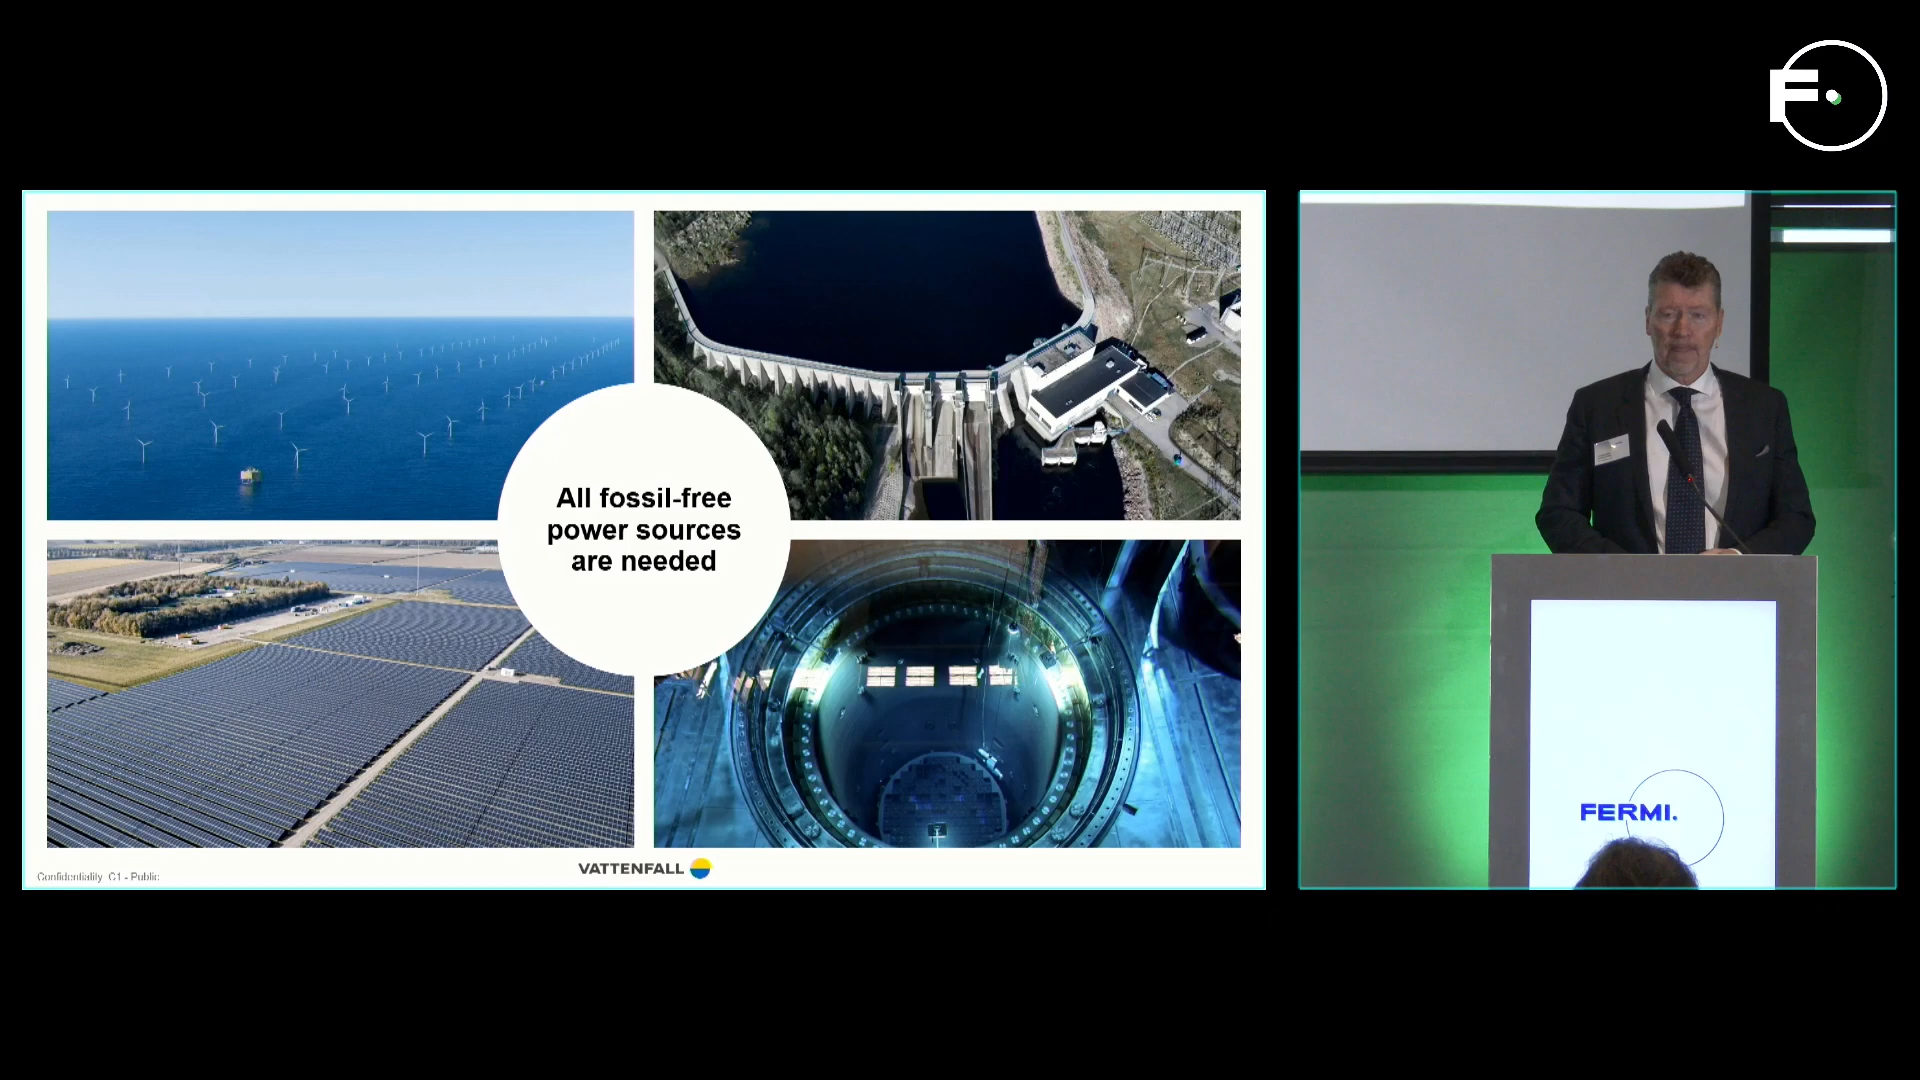 F.
All fossil-free
power sources
are needed
Confidentiality C1 - Public
VATTENFALL
FERMI.